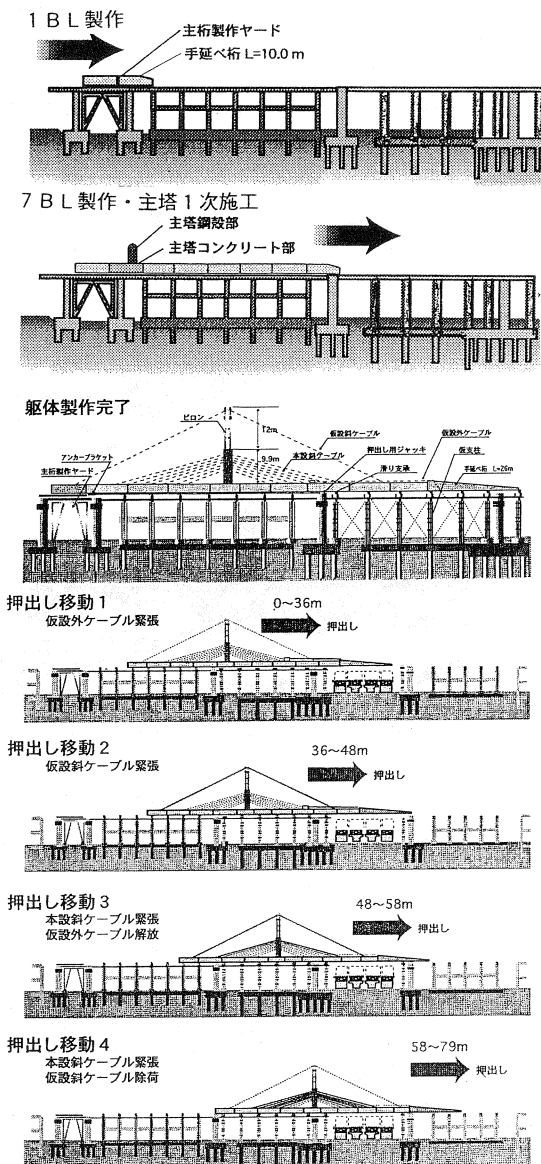 1BL製作
主桁製作ヤード
手延べ桁 L=10.0m
7BL製作・主塔1次施工
主塔鋼殻部
主塔コンクリート部
躯体製作完了
ピロン
12m
仮設斜ケーブル
仮設外ケーブル
9.9m
本設斜ケーブル
押出し用ジャッキ
仮支柱
アンカーブラケット
滑り支承
手延べ桁 L=26m
主桁製作ヤード
押出し移動1
0～36m
仮設外ケーブル緊張
押出し
押出し移動2
36～48m
仮設斜ケーブル緊張
押出し
押出し移動3
48～58m
本設斜ケーブル緊張
押出し
仮設外ケーブル解放
押出し移動4
58～79m
本設斜ケーブル緊張
押出し
仮設斜ケーブル除荷